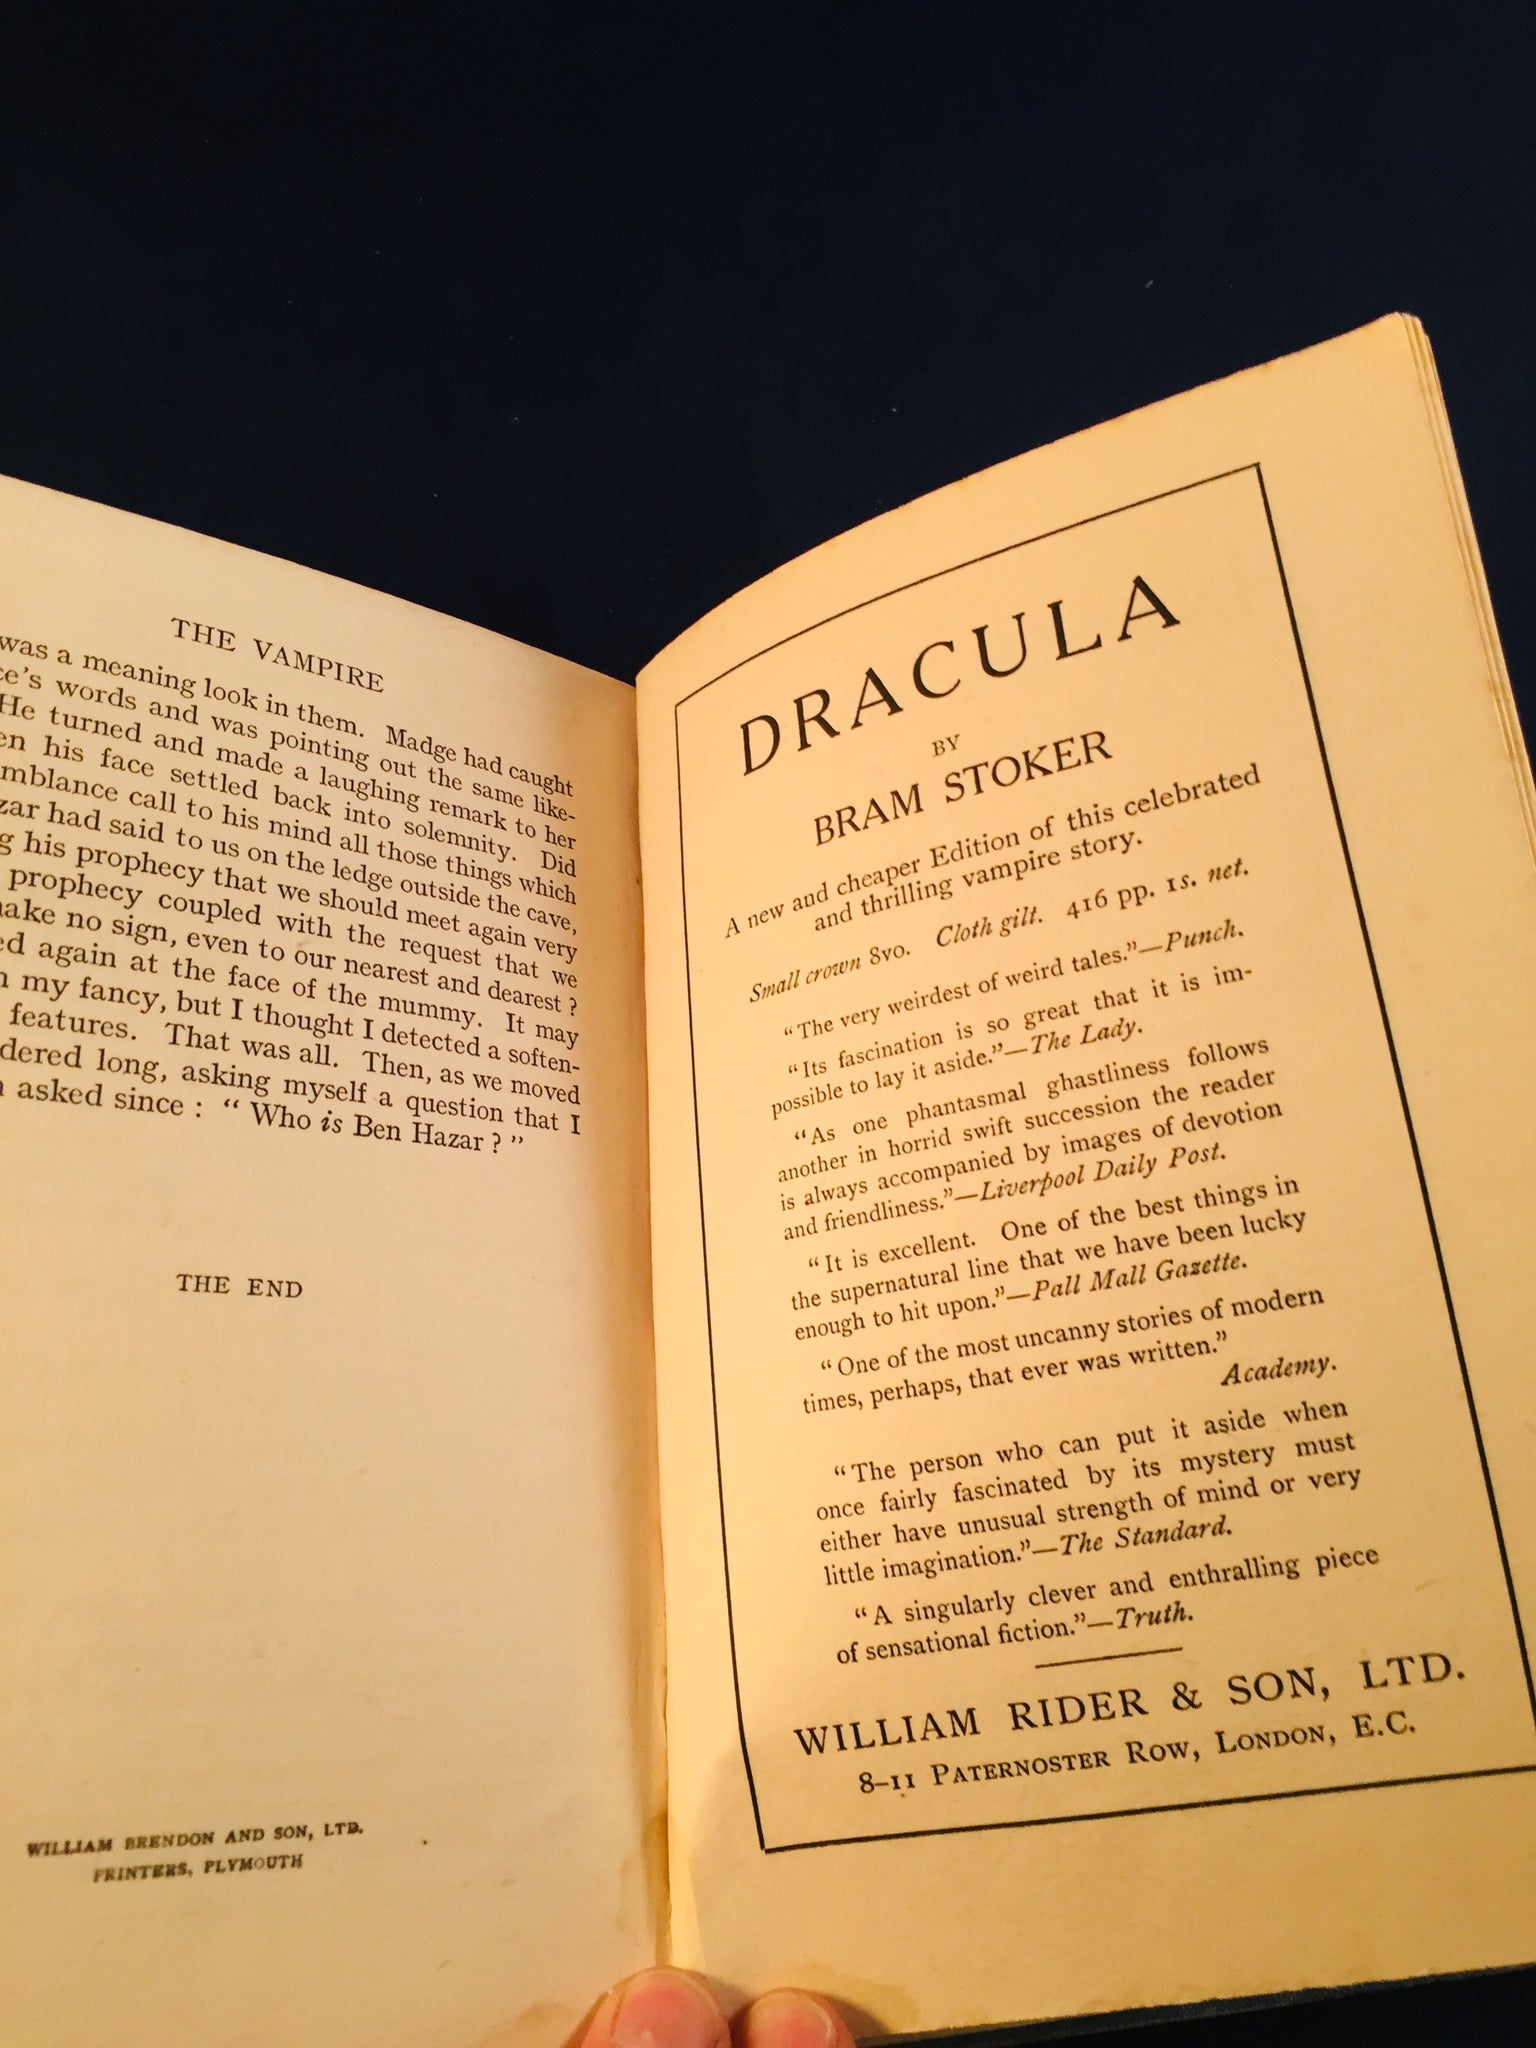 THE VAMPIRE
was a meaning look in them. Madge had caught
ce's words and was pointing out the same like-
He turned and made a laughing remark to her
en his face settled back into solemnity. Did
emblance call to his mind all those things which
zar had said to us on the ledge outside the cave,
g his prophecy that we should meet again very
prophecy coupled with the request that we
make no sign, even to our nearest and dearest ?
ed again at the face of the mummy. It may
n my fancy, but I thought I detected a soften-
features. That was all. Then, as we moved
dered long, asking myself a question that I
asked since : “ Who is Ben Hazar ? ”
THE END
WILLIAM BRENDON AND SON, LTD.
PRINTERS, PLYMOUTH
DRACULA
BY
BRAM STOKER
A new and cheaper Edition of this celebrated
and thrilling vampire story.
Small crown 8vo. Cloth gilt. 416 pp. 1s. net.
“The very weirdest of weird tales.”—Punch.
“Its fascination is so great that it is im-
possible to lay it aside.”—The Lady.
“As one phantasmal ghastliness follows
another in horrid swift succession the reader
is always accompanied by images of devotion
and friendliness.”—Liverpool Daily Post.
“It is excellent. One of the best things in
the supernatural line that we have been lucky
enough to hit upon.”—Pall Mall Gazette.
“One of the most uncanny stories of modern
times, perhaps, that ever was written.”
Academy.
“The person who can put it aside when
once fairly fascinated by its mystery must
either have unusual strength of mind or very
little imagination.”—The Standard.
“A singularly clever and enthralling piece
of sensational fiction.”—Truth.
WILLIAM RIDER & SON, LTD.
8–11 PATERNOSTER ROW, LONDON, E.C.